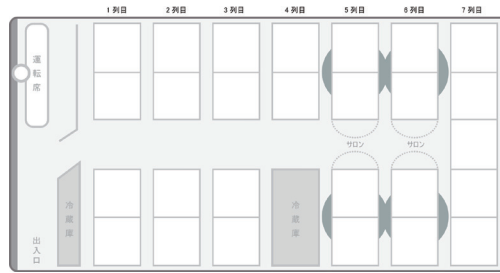 1 列目
2 列目
3 列目
4 列目
5 列目
6 列目
7 列目
運転席
サロン
サロン
冷蔵庫
冷蔵庫
出入口